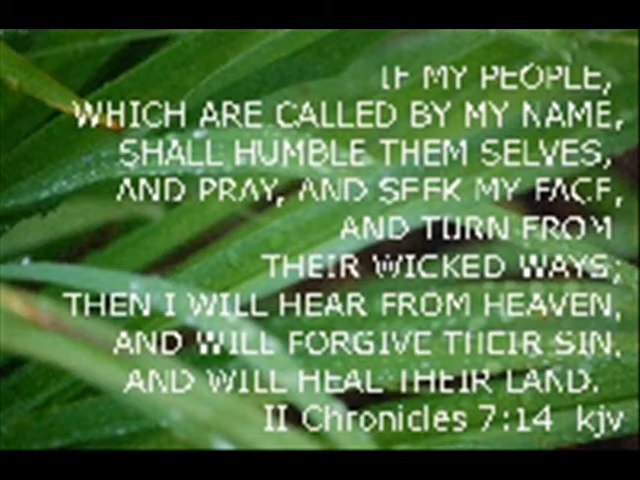 IF MY PEOPLE,
WHICH ARE CALLED BY MY NAME,
SHALL HUMBLE THEM SELVES,
AND PRAY, AND SEEK MY FACE,
AND TURN FROM
THEIR WICKED WAYS;
THEN I WILL HEAR FROM HEAVEN,
AND WILL FORGIVE THEIR SIN,
AND WILL HEAL THEIR LAND.
II Chronicles 7:14 kjv